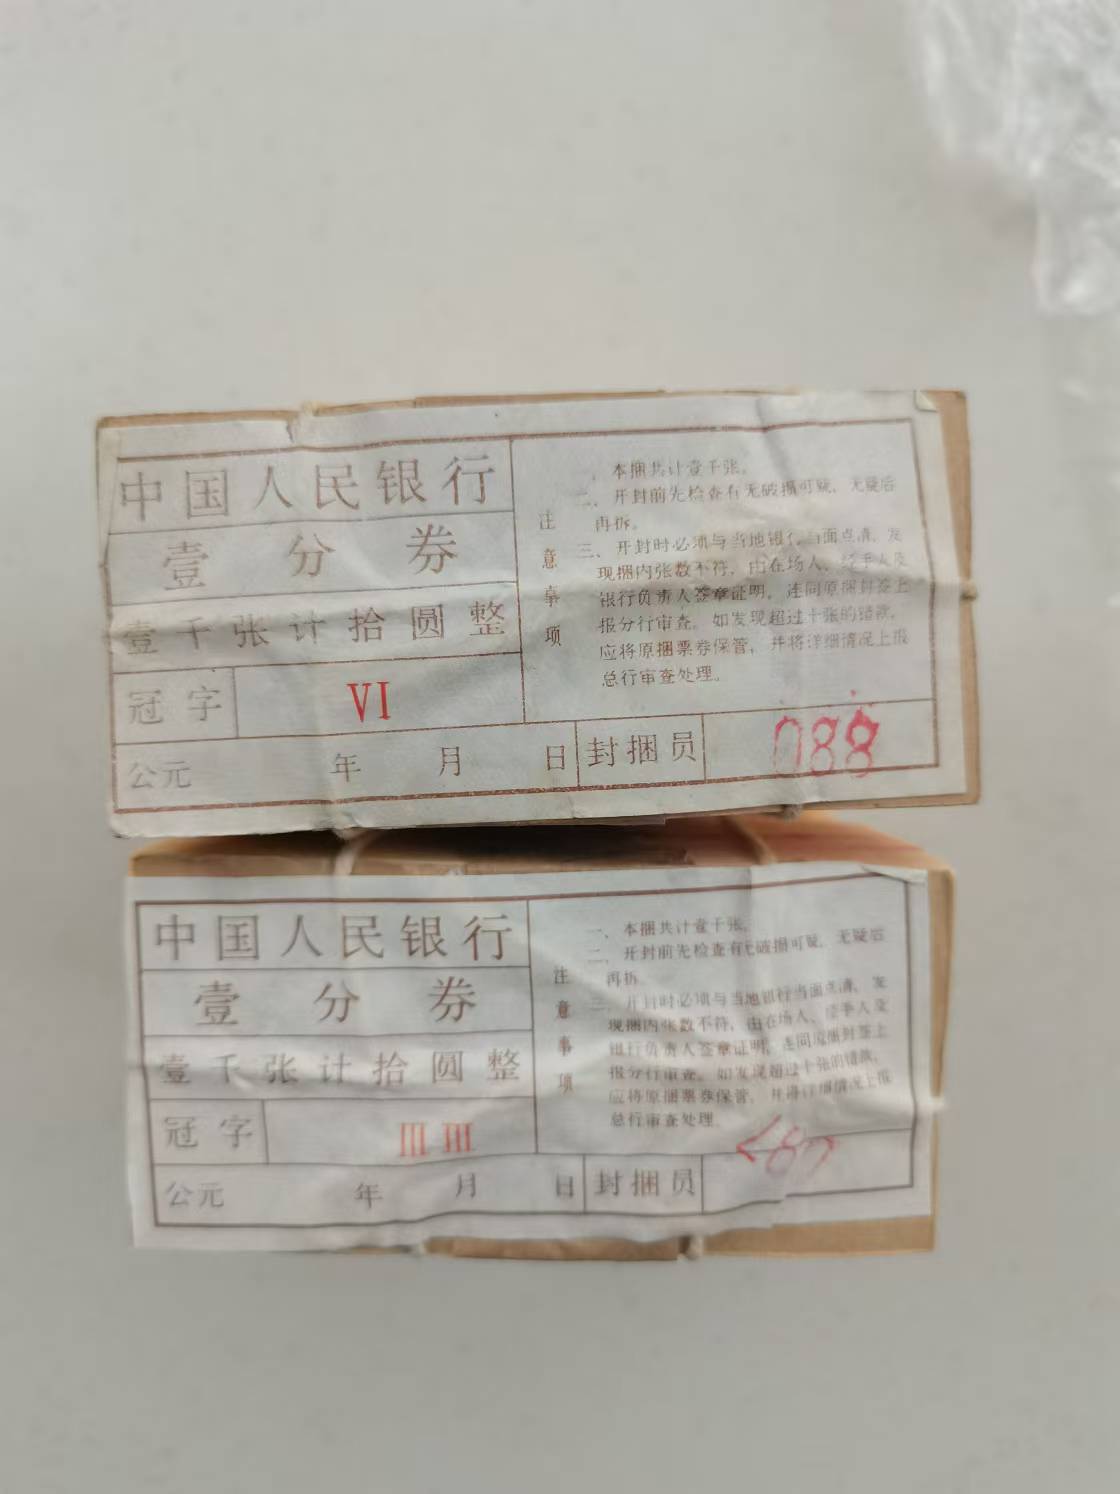 中国人民银行
壹分券
壹千张计拾圆整
冠字 VI
公元 年 月 日 封捆员 088
注意事项
一、本捆共计壹千张。
二、开封前先检查有无破损可疑,无疑后
再拆。
三、开封时必须与当地银行当面点清,发
现捆内张数不符,由在场人、经手人及
银行负责人签章证明,连同原捆封签上
报分行审查。如发现超过十张的错款,
应将原捆票券保管,并将详细情况上报
总行审查处理。
中国人民银行
壹分券
壹千张计拾圆整
冠字 III III
公元 年 月 日 封捆员
注意事项
一、本捆共计壹千张。
二、开封前先检查有无破损可疑,无疑后
再拆
三、开封时必须与当地银行当面点清,发
现捆内张数不符,由在场人、经手人及
银行负责人签章证明,连同原捆封签上
报分行审查。如发现超过十张的错款,
应将原捆票券保管,并将详细情况上报
总行审查处理。